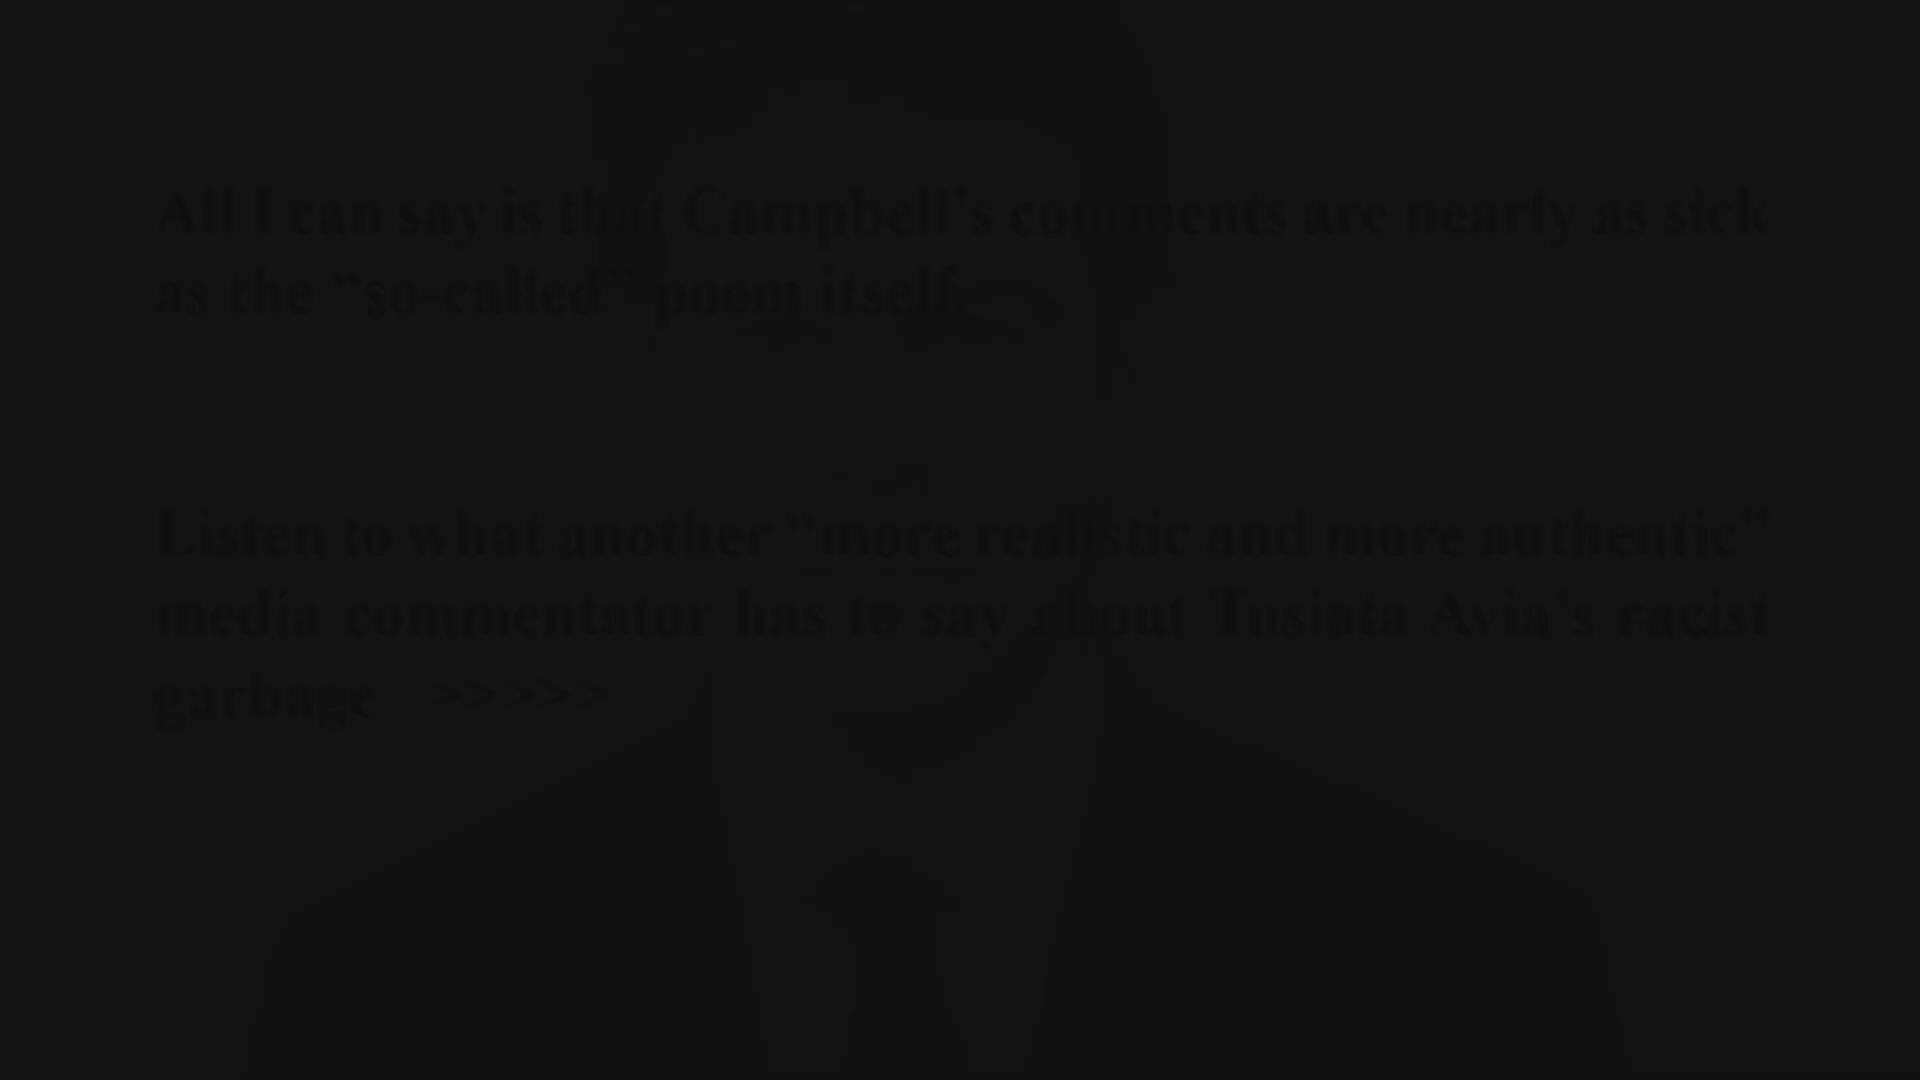 All I can say is that Campbell's comments are nearly as sick
as the "so-called" poem itself.
Listen to what another "more realistic and more authentic"
media commentator has to say about Tusiata Avia's racist
garbage >>>>>